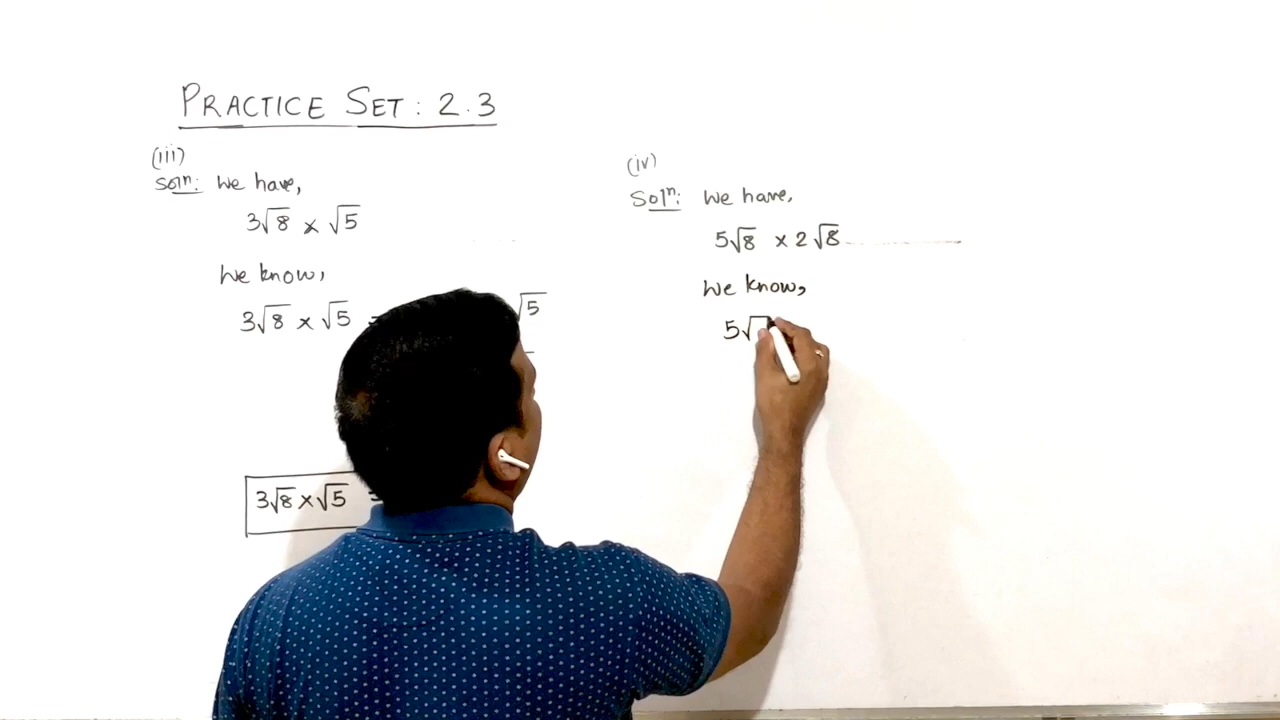 PRACTICE SET: 2.3
(iii)
Solⁿ: We have,
3√8 × √5
We know,
3√8 × √5 = √5
3√8 × √5 =
(iv)
Solⁿ: We have,
5√8 × 2√8
We know,
5√